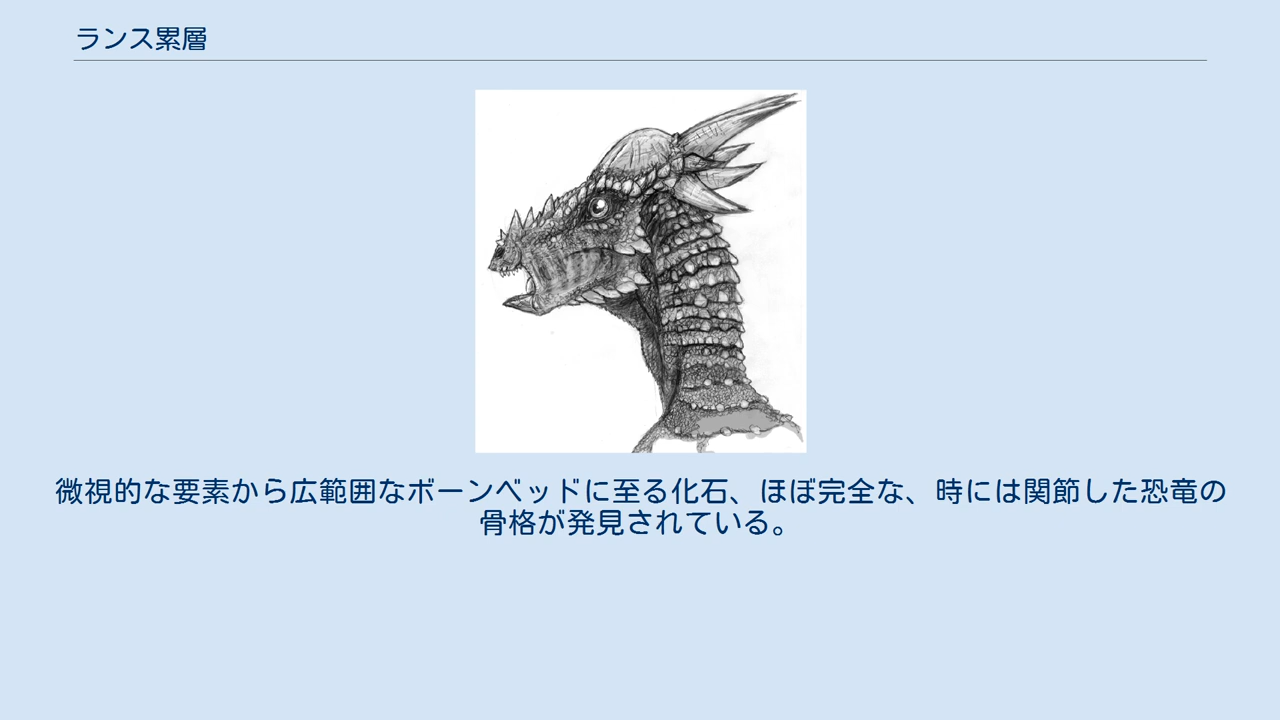 ランス累層
微視的な要素から広範囲なボーンベッドに至る化石、ほぼ完全な、時には関節した恐竜の
骨格が発見されている。